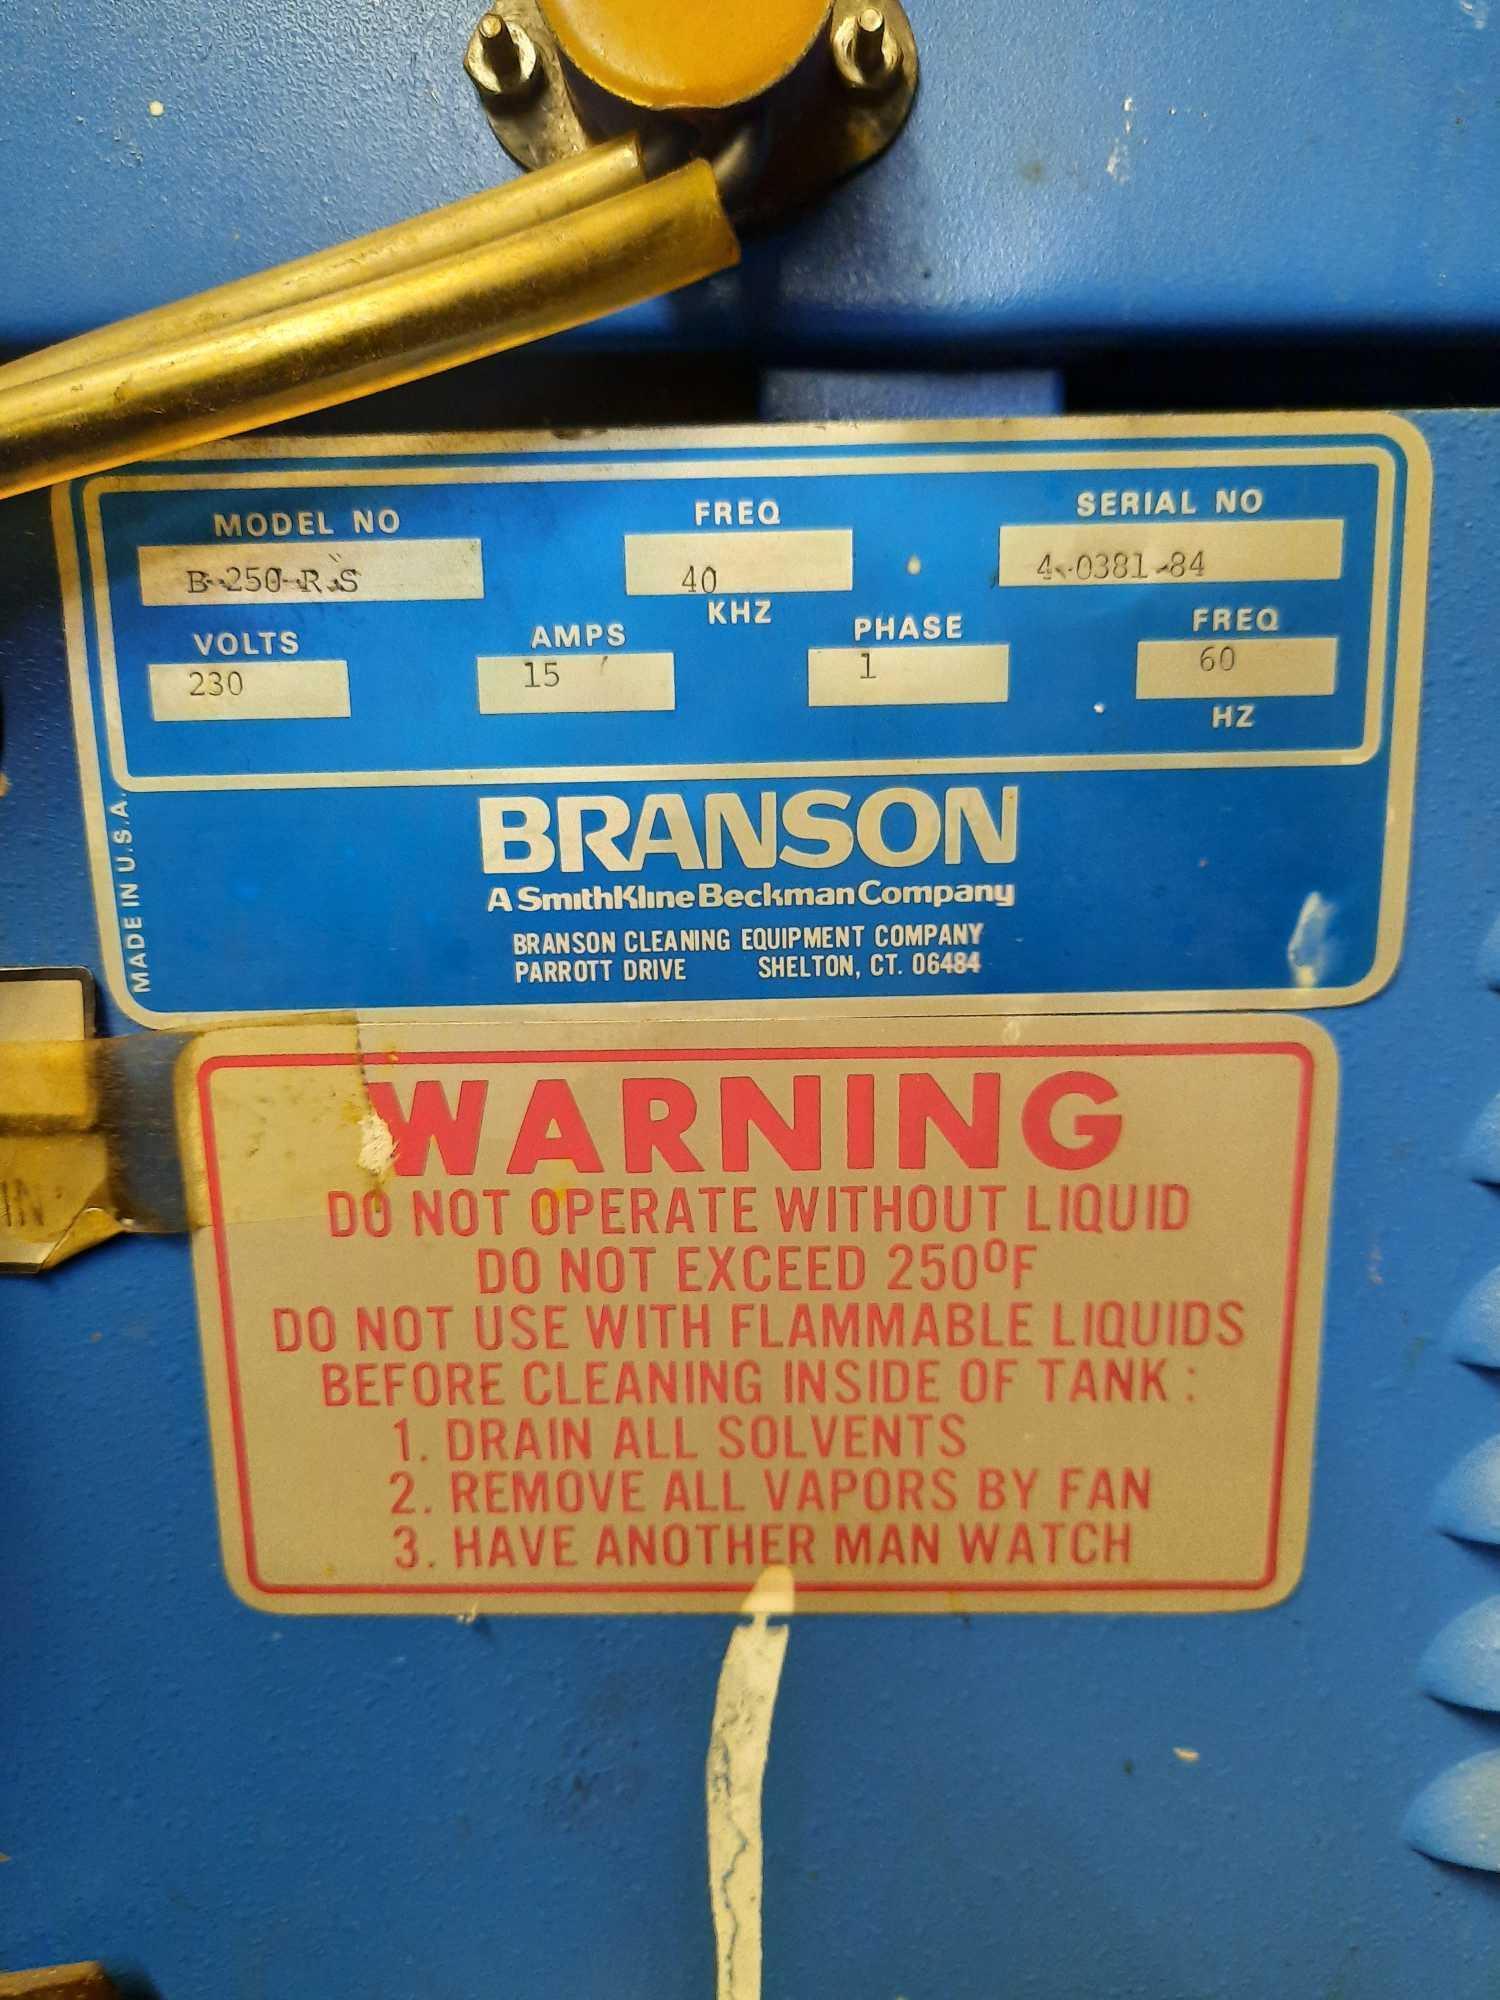 MODEL NO FREQ SERIAL NO
B-250-R.S 40 4-0381-84
KHZ
VOLTS AMPS PHASE FREQ
230 15 1 60
HZ
MADE IN U.S.A.
BRANSON
A SmithKline Beckman Company
BRANSON CLEANING EQUIPMENT COMPANY
PARROTT DRIVE SHELTON, CT. 06484
WARNING
DO NOT OPERATE WITHOUT LIQUID
DO NOT EXCEED 250ºF
DO NOT USE WITH FLAMMABLE LIQUIDS
BEFORE CLEANING INSIDE OF TANK :
1. DRAIN ALL SOLVENTS
2. REMOVE ALL VAPORS BY FAN
3. HAVE ANOTHER MAN WATCH